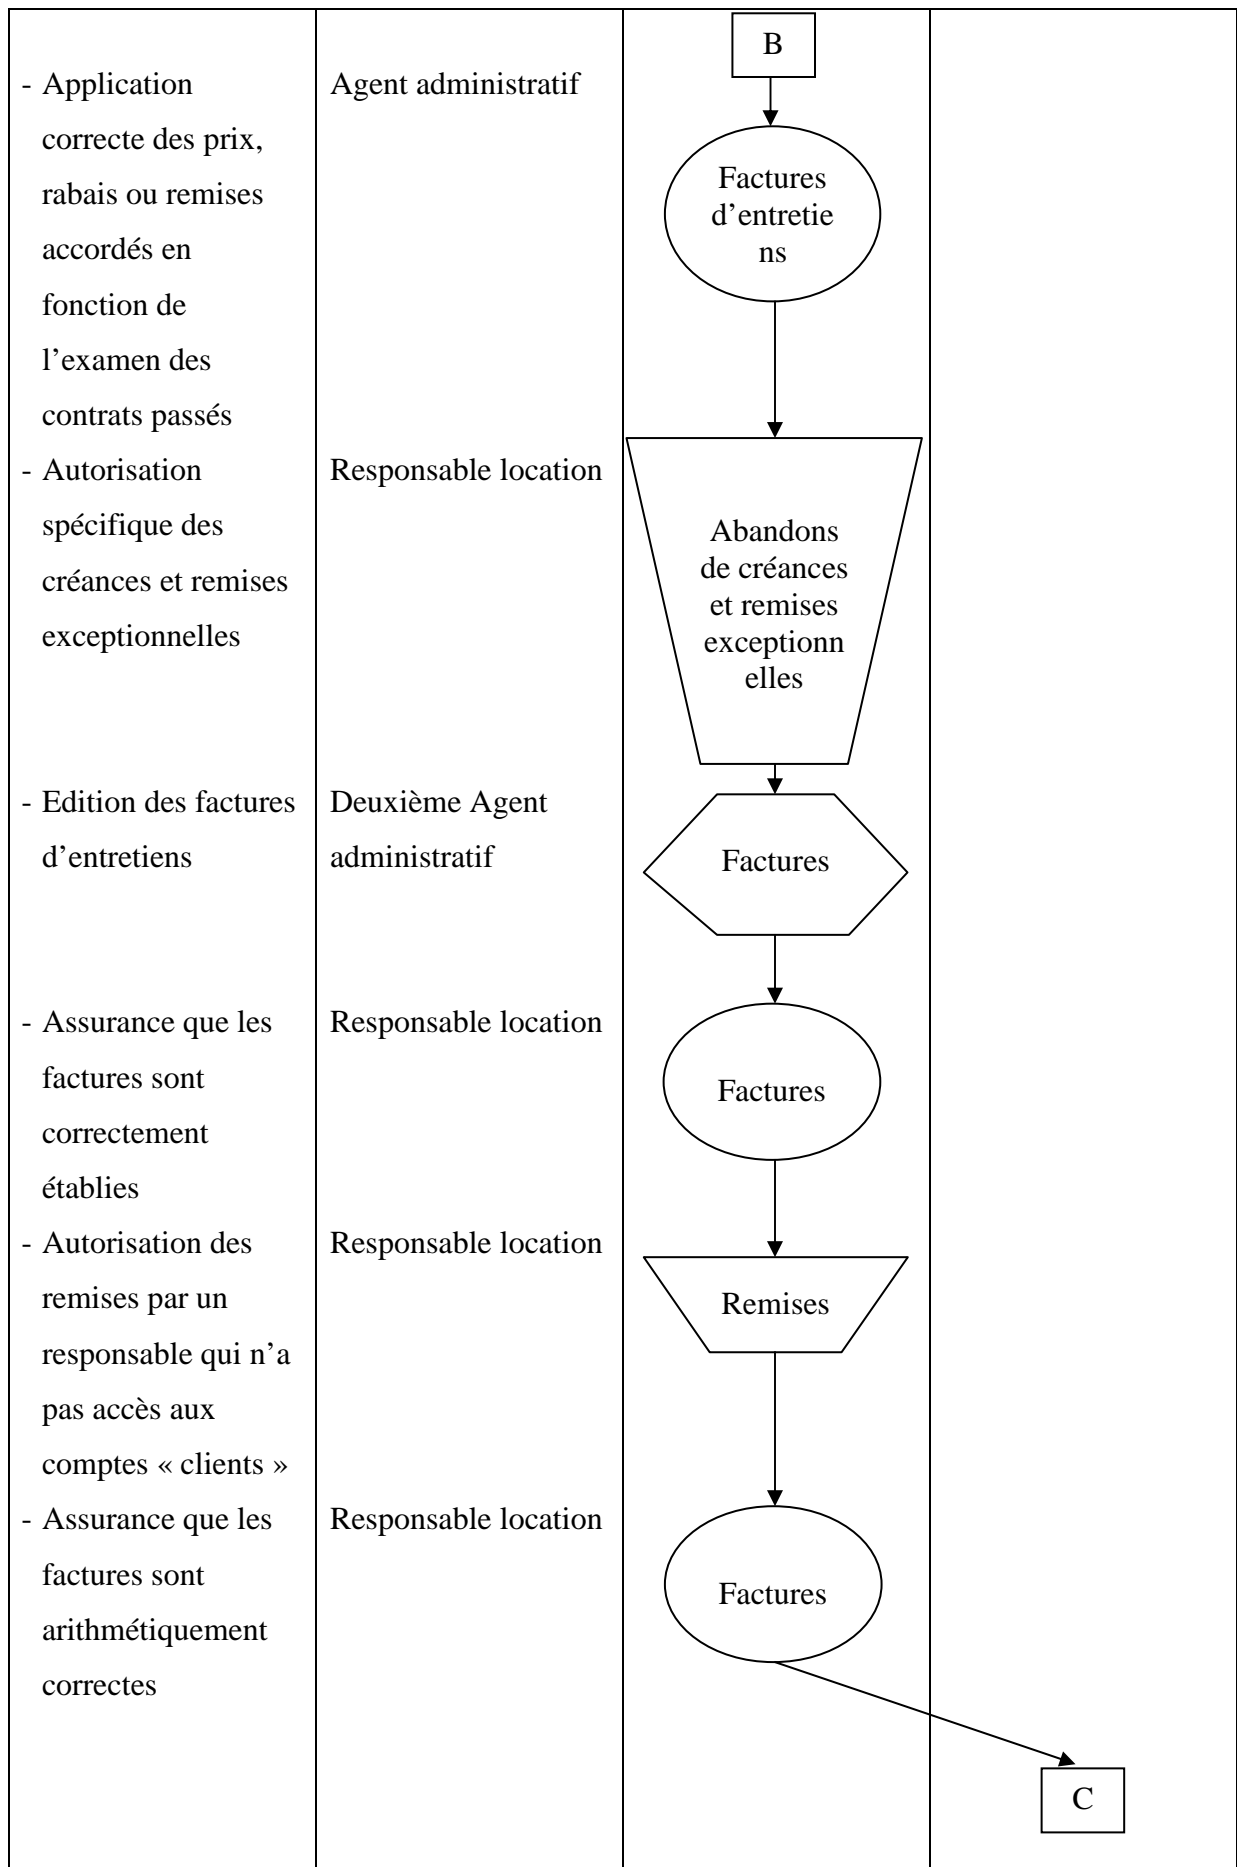 B
- Application
correcte des prix,
rabais ou remises
accordés en
fonction de
l’examen des
contrats passés
Agent administratif
Factures
d’entretie
ns
- Autorisation
spécifique des
créances et remises
exceptionnelles
Responsable location
Abandons
de créances
et remises
exceptionn
elles
- Edition des factures
d’entretiens
Deuxième Agent
administratif
Factures
- Assurance que les
factures sont
correctement
établies
Responsable location
Factures
- Autorisation des
remises par un
responsable qui n’a
pas accès aux
comptes « clients »
Responsable location
Remises
- Assurance que les
factures sont
arithmétiquement
correctes
Responsable location
Factures
C